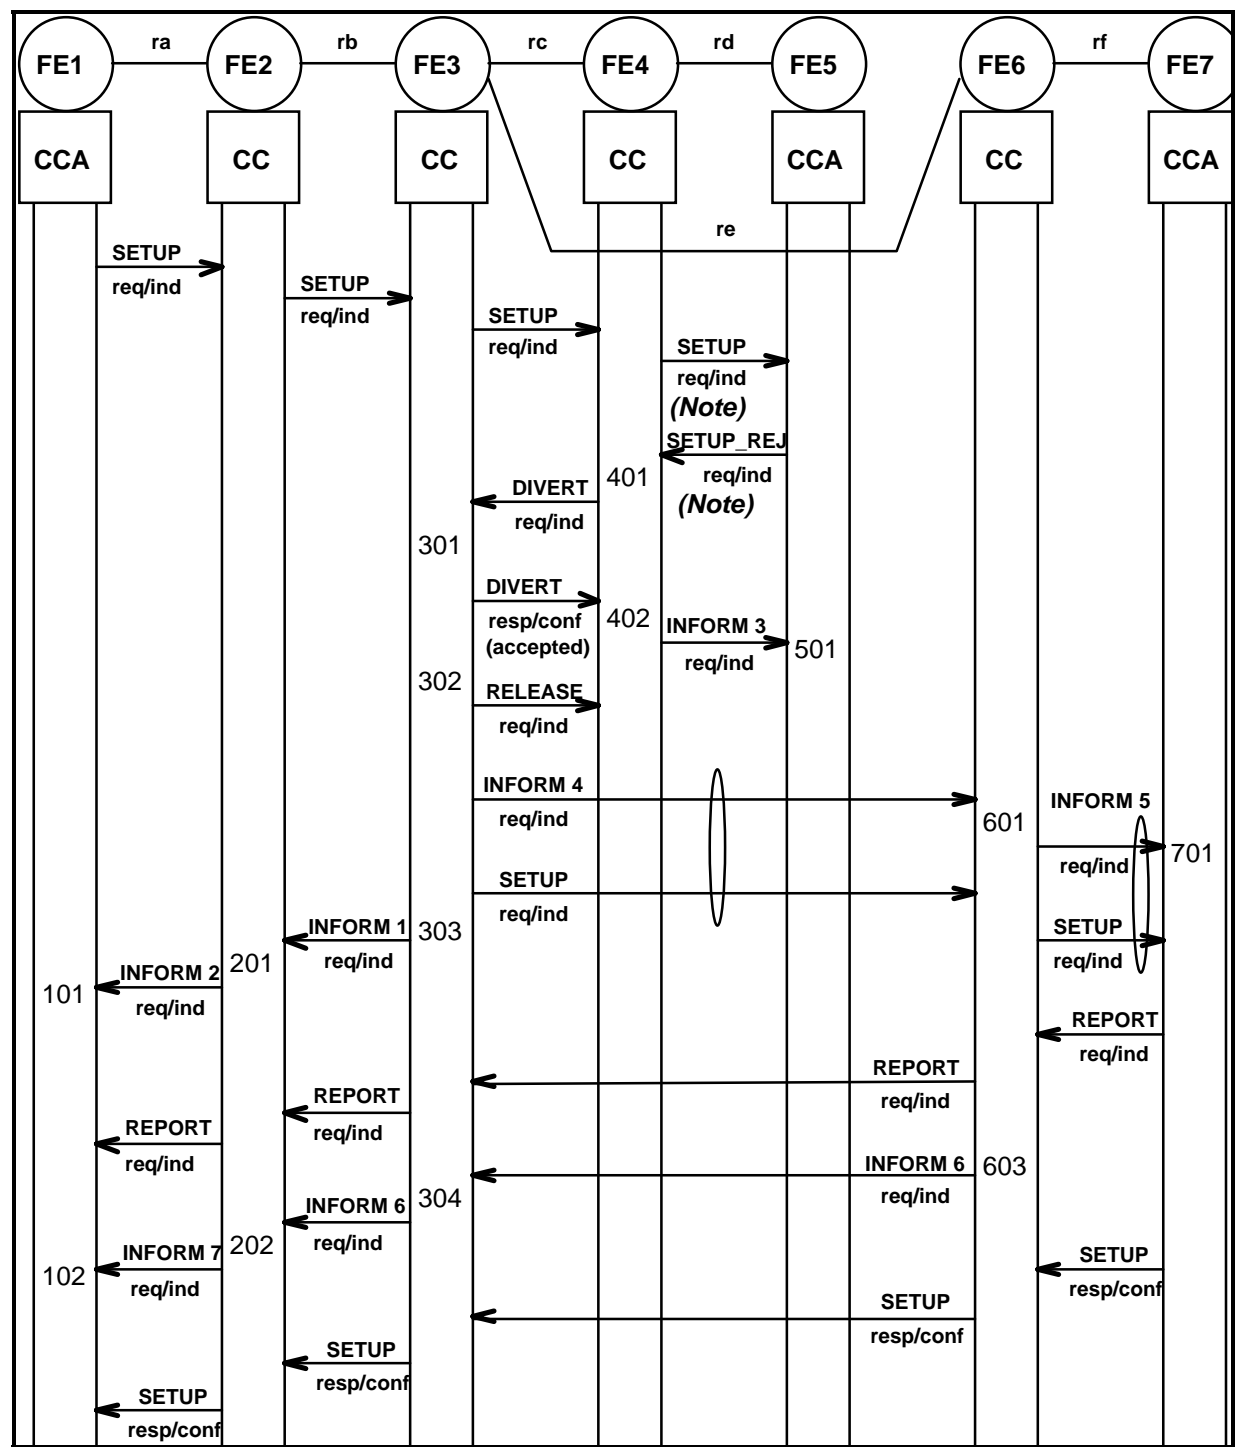 ra rb rc rd rf
FE1 FE2 FE3 FE4 FE5 FE6 FE7
CCA CC CC CC CCA CC CCA
re
SETUP
req/ind
SETUP
req/ind
SETUP
req/ind
SETUP
req/ind
(Note)
SETUP_REJ
req/ind
(Note)
401
DIVERT
req/ind
301
DIVERT
resp/conf
(accepted)
402
INFORM 3
req/ind
501
302
RELEASE
req/ind
INFORM 4
req/ind
601
INFORM 5
req/ind
701
SETUP
req/ind
303
INFORM 1
req/ind
SETUP
req/ind
201
INFORM 2
req/ind
101
REPORT
req/ind
REPORT
req/ind
REPORT
req/ind
REPORT
req/ind
INFORM 6
req/ind
603
304
INFORM 6
req/ind
202
INFORM 7
req/ind
102
SETUP
resp/conf
SETUP
resp/conf
SETUP
resp/conf
SETUP
resp/conf